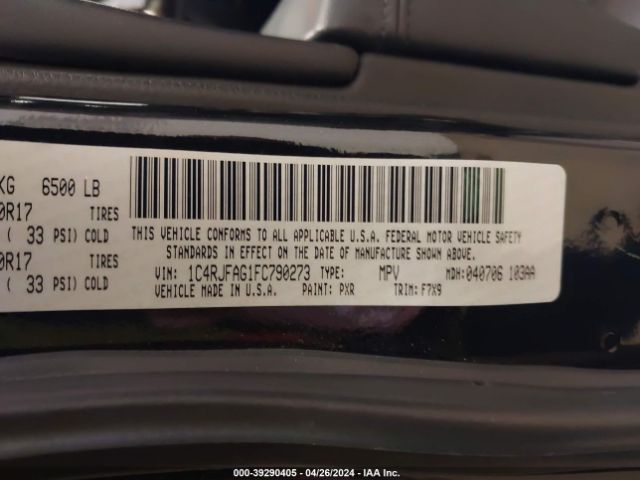 KG 6500 LB
0R17 TIRES
( 33 PSI) COLD
0R17 TIRES
( 33 PSI) COLD
THIS VEHICLE CONFORMS TO ALL APPLICABLE U.S.A. FEDERAL MOTOR VEHICLE SAFETY
STANDARDS IN EFFECT ON THE DATE OF MANUFACTURE SHOWN ABOVE.
VIN: 1C4RJFAG1FC790273 TYPE: MPV MDH: 040706 103AA
VEHICLE MADE IN U.S.A. PAINT: PXR TRIM: F7X9
000-39290405 - 04/26/2024 - IAA Inc.